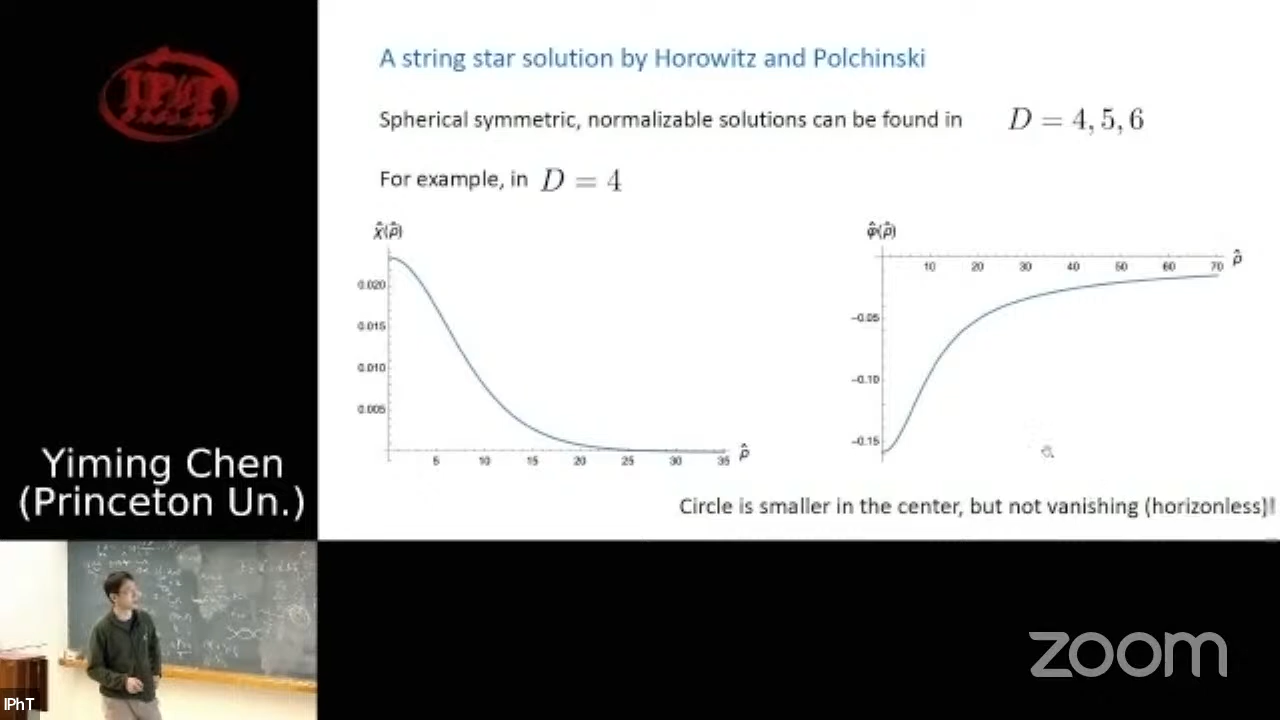 IPhT
A string star solution by Horowitz and Polchinski
Spherical symmetric, normalizable solutions can be found in D = 4, 5, 6
For example, in D = 4
χ̂(ρ̂)
0.020
0.015
0.010
0.005
5 10 15 20 25 30 35 ρ̂
φ̂(ρ̂)
10 20 30 40 50 60 70 ρ̂
−0.05
−0.10
−0.15
Circle is smaller in the center, but not vanishing (horizonless)!
Yiming Chen
(Princeton Un.)
IPhT
zoom